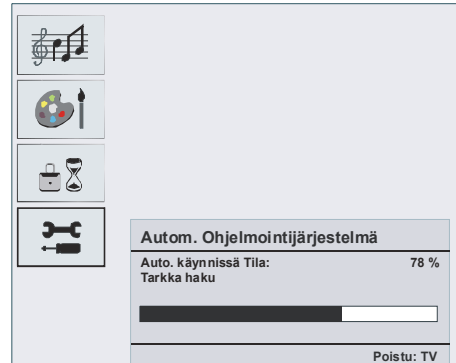 Autom. Ohjelmointijärjestelmä
Auto. käynnissä Tila: 78 %
Tarkka haku
Poistu: TV